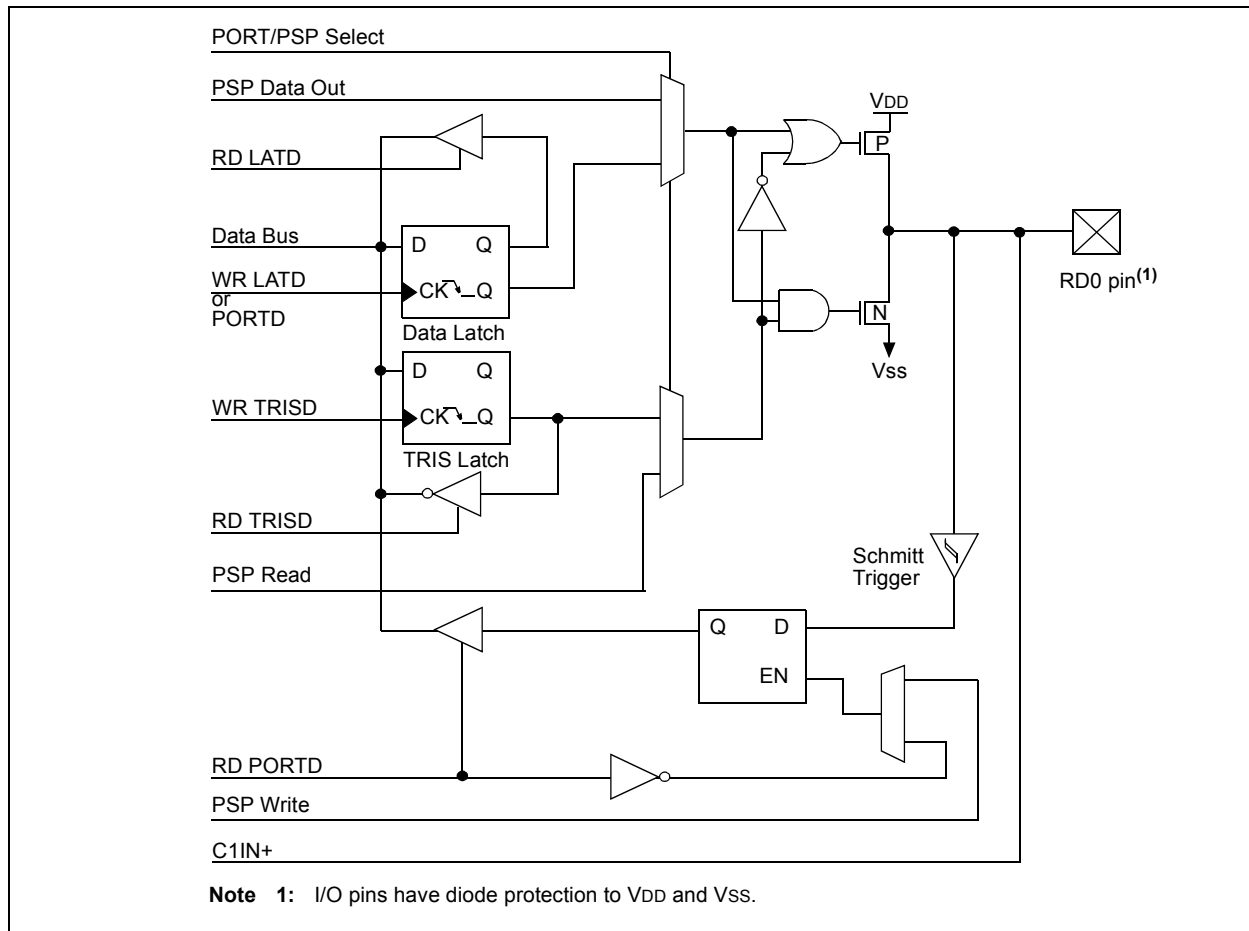 PORT/PSP Select
PSP Data Out
RD LATD
Data Bus
WR LATD
or
PORTD
D Q
CK Q
Data Latch
D Q
CK Q
TRIS Latch
WR TRISD
RD TRISD
PSP Read
VDD
P
N
Vss
RD0 pin(1)
Schmitt
Trigger
Q D
EN
RD PORTD
PSP Write
C1IN+
Note 1: I/O pins have diode protection to VDD and VSS.